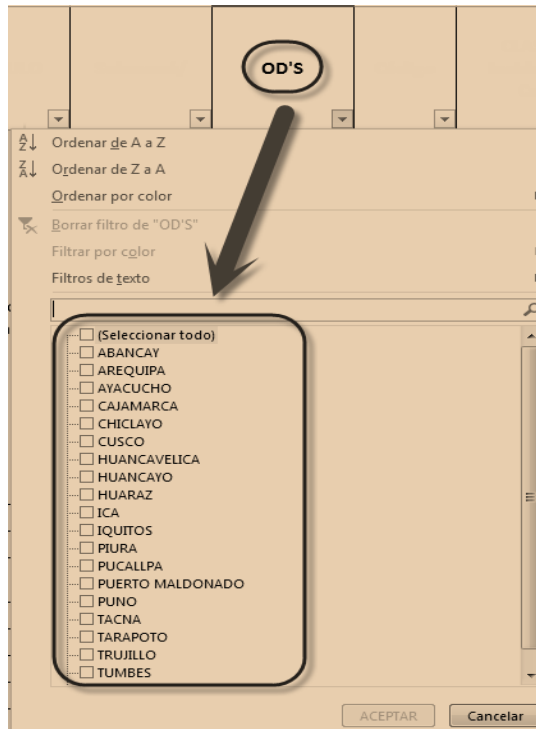 OD'S
Ordenar de A a Z
Ordenar de Z a A
Ordenar por color
Borrar filtro de "OD'S"
Filtrar por color
Filtros de texto
(Seleccionar todo)
ABANCAY
AREQUIPA
AYACUCHO
CAJAMARCA
CHICLAYO
CUSCO
HUANCAVELICA
HUANCAYO
HUARAZ
ICA
IQUITOS
PIURA
PUCALLPA
PUERTO MALDONADO
PUNO
TACNA
TARAPOTO
TRUJILLO
TUMBES
ACEPTAR Cancelar